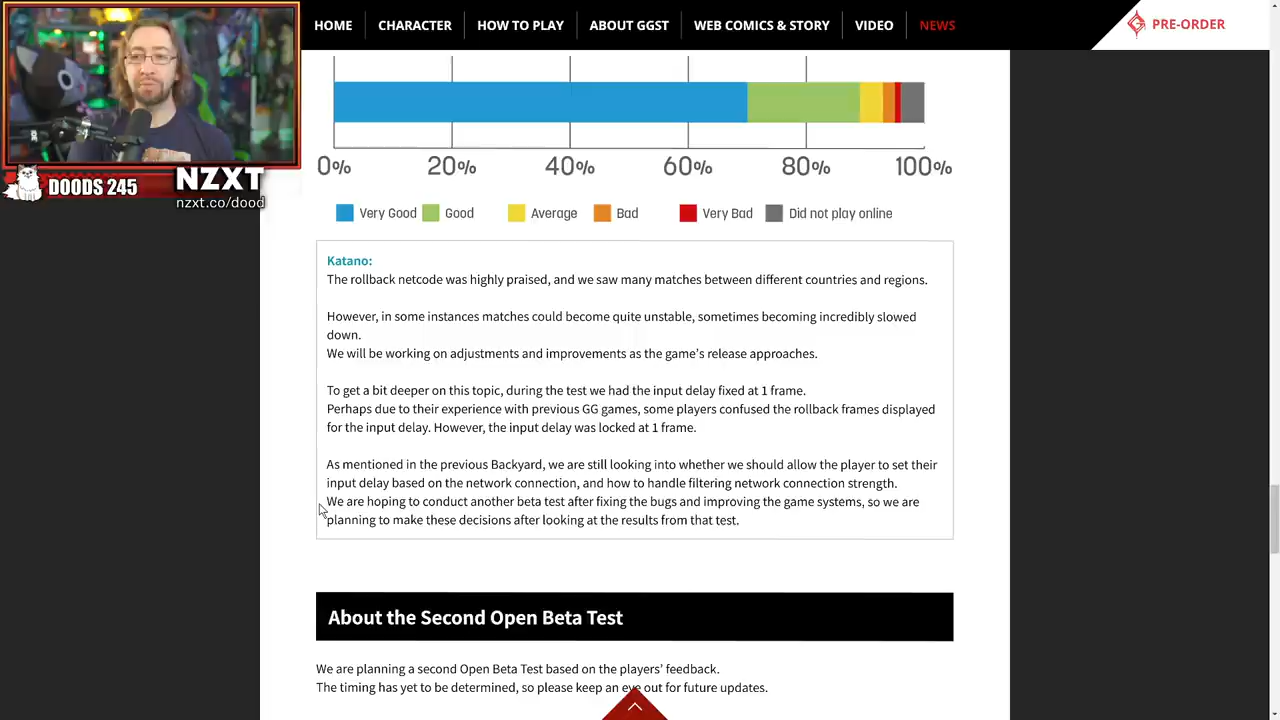 HOME CHARACTER HOW TO PLAY ABOUT GGST WEB COMICS & STORY VIDEO NEWS PRE-ORDER
0% 20% 40% 60% 80% 100%
DOODS 245
NZXT
nzxt.co/dood
Very Good Good Average Bad Very Bad Did not play online
Katano:
The rollback netcode was highly praised, and we saw many matches between different countries and regions.
However, in some instances matches could become quite unstable, sometimes becoming incredibly slowed
down.
We will be working on adjustments and improvements as the game's release approaches.
To get a bit deeper on this topic, during the test we had the input delay fixed at 1 frame.
Perhaps due to their experience with previous GG games, some players confused the rollback frames displayed
for the input delay. However, the input delay was locked at 1 frame.
As mentioned in the previous Backyard, we are still looking into whether we should allow the player to set their
input delay based on the network connection, and how to handle filtering network connection strength.
We are hoping to conduct another beta test after fixing the bugs and improving the game systems, so we are
planning to make these decisions after looking at the results from that test.
About the Second Open Beta Test
We are planning a second Open Beta Test based on the players' feedback.
The timing has yet to be determined, so please keep an eye out for future updates.